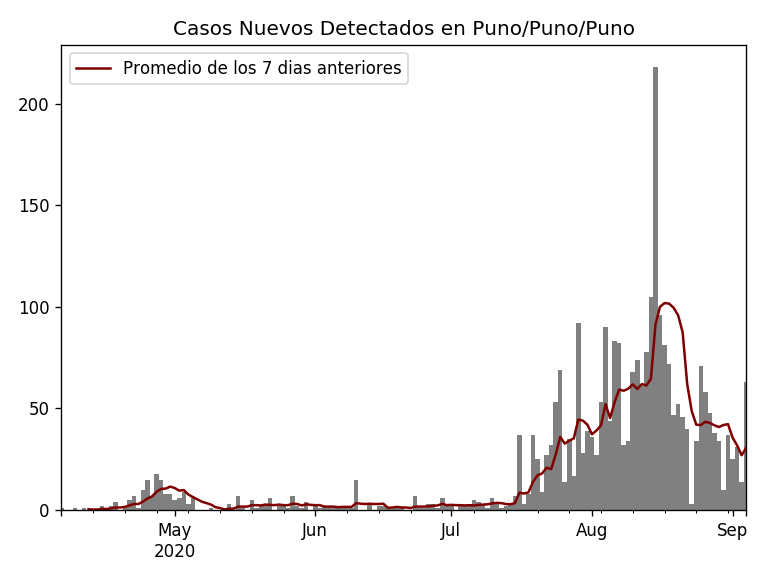 Casos Nuevos Detectados en Puno/Puno/Puno
Promedio de los 7 dias anteriores
200
150
100
50
0
May Jun Jul Aug Sep
2020